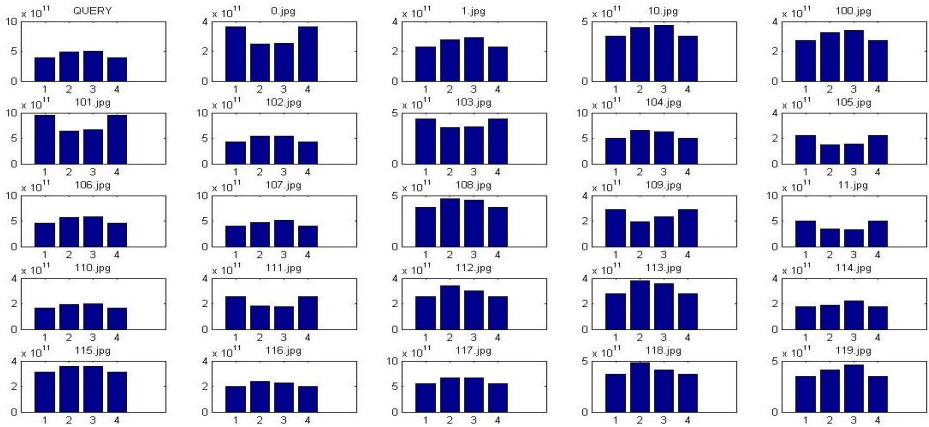 QUERY 0.jpg 1.jpg 10.jpg 100.jpg
x 10^11 x 10^11 x 10^11 x 10^11 x 10^11
10 4 4 5 4
5 2 2 2
0 0 0 0 0
1 2 3 4 1 2 3 4 1 2 3 4 1 2 3 4 1 2 3 4
101.jpg 102.jpg 103.jpg 104.jpg 105.jpg
x 10^11 x 10^11 x 10^11 x 10^11 x 10^11
10 10 5 10 4
5 5 5 2
0 0 0 0 0
1 2 3 4 1 2 3 4 1 2 3 4 1 2 3 4 1 2 3 4
106.jpg 107.jpg 108.jpg 109.jpg 11.jpg
x 10^11 x 10^11 x 10^11 x 10^11 x 10^11
10 10 5 4 10
5 5 2 5
0 0 0 0 0
1 2 3 4 1 2 3 4 1 2 3 4 1 2 3 4 1 2 3 4
110.jpg 111.jpg 112.jpg 113.jpg 114.jpg
x 10^11 x 10^11 x 10^11 x 10^11 x 10^11
4 4 4 4 4
2 2 2 2 2
0 0 0 0 0
1 2 3 4 1 2 3 4 1 2 3 4 1 2 3 4 1 2 3 4
115.jpg 116.jpg 117.jpg 118.jpg 119.jpg
x 10^11 x 10^11 x 10^11 x 10^11 x 10^11
4 4 10 5 5
2 2 5
0 0 0 0 0
1 2 3 4 1 2 3 4 1 2 3 4 1 2 3 4 1 2 3 4